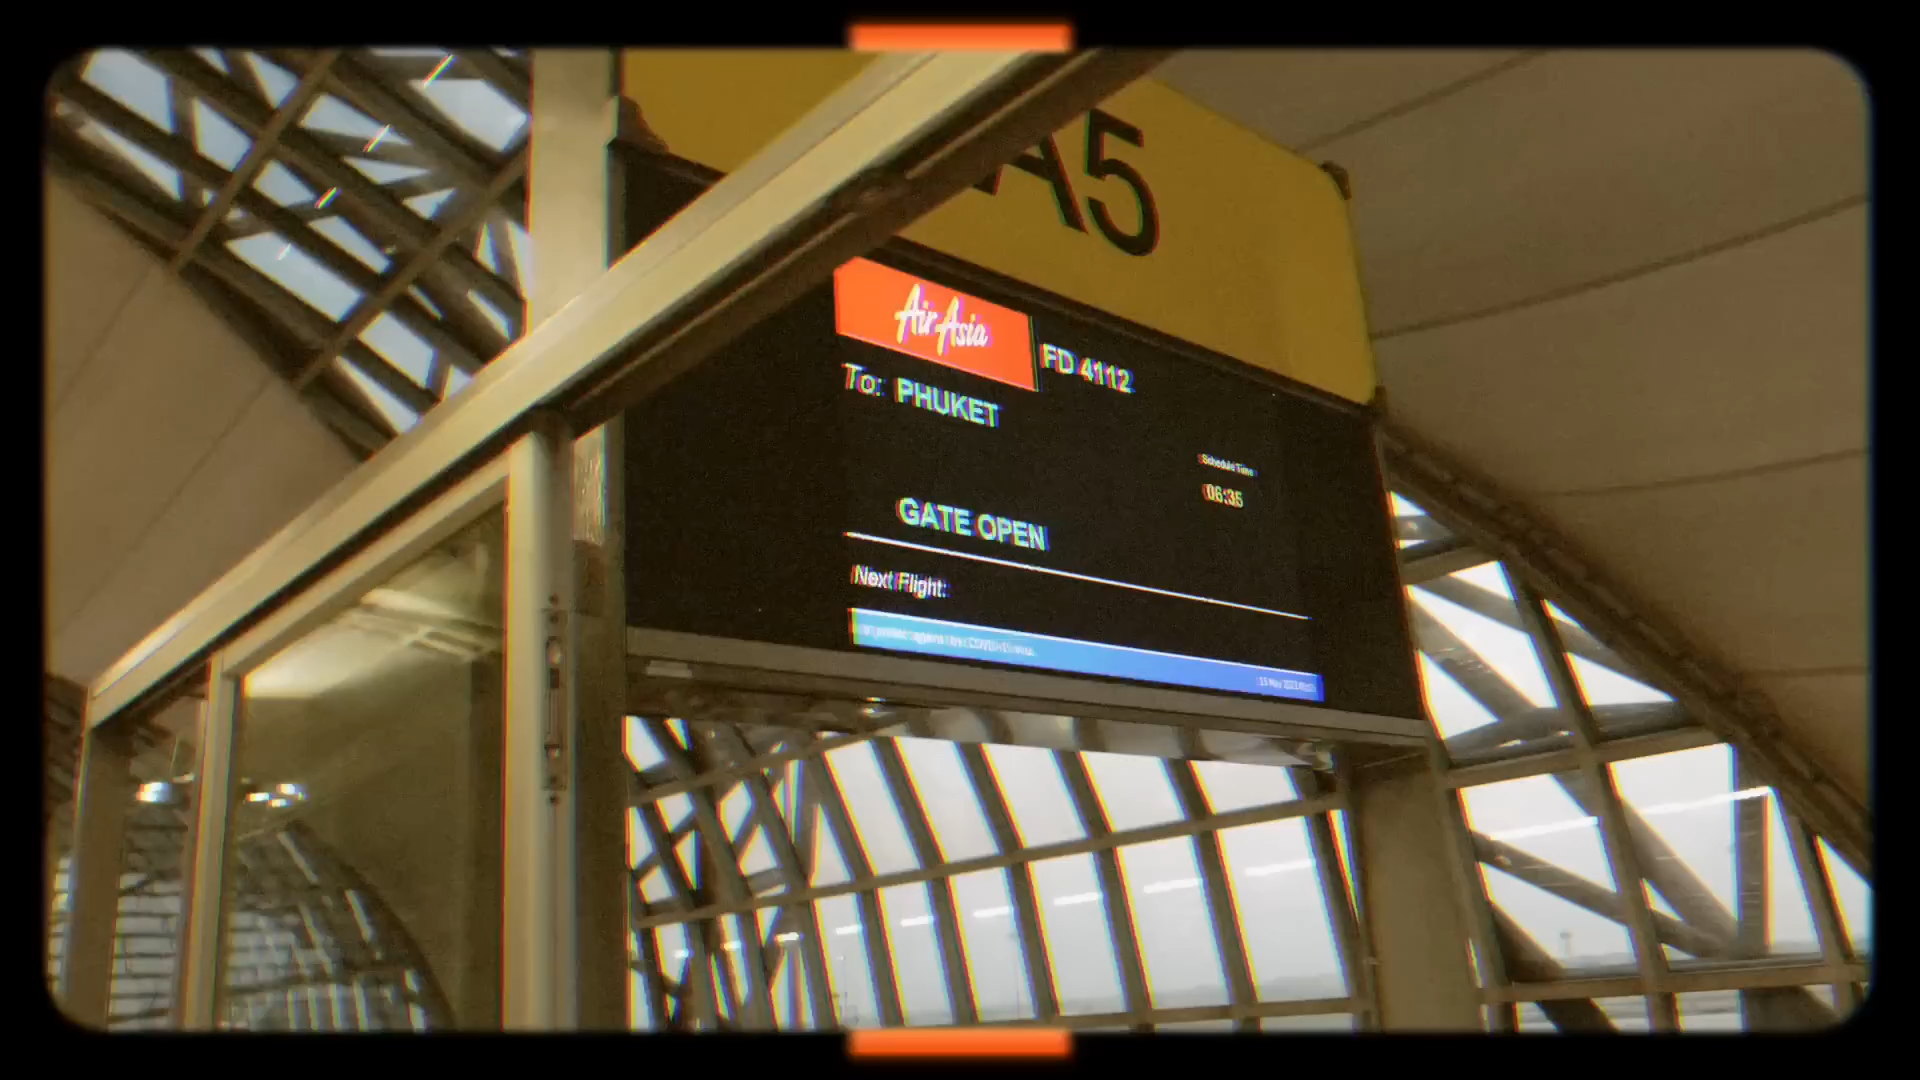 A5
AirAsia
FD 4112
To: PHUKET
Schedule Time
06:35
GATE OPEN
Next Flight: